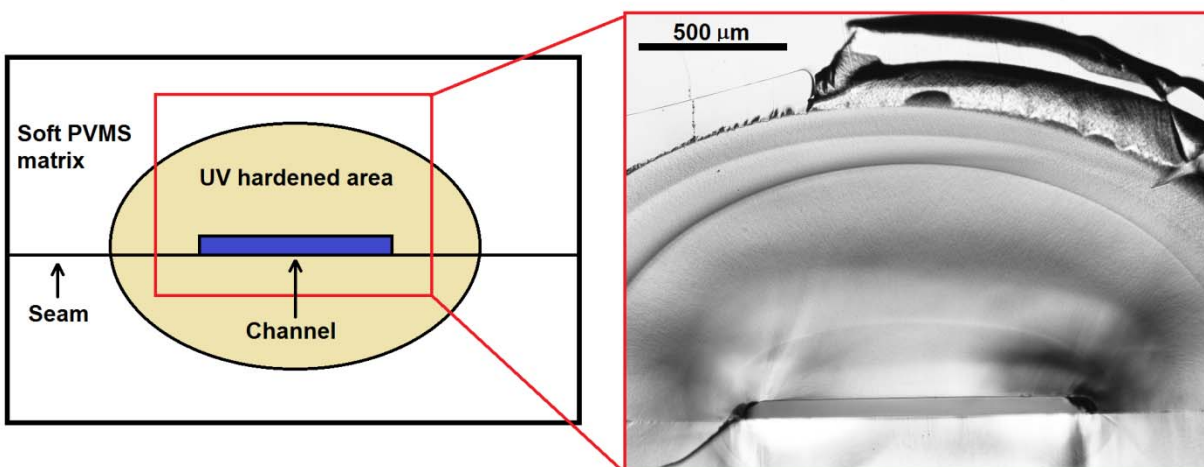 Soft PVMS
matrix
UV hardened area
Seam
Channel
500 μm